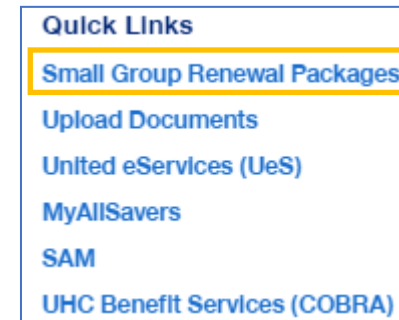 Quick Links
Small Group Renewal Packages
Upload Documents
United eServices (UeS)
MyAllSavers
SAM
UHC Benefit Services (COBRA)